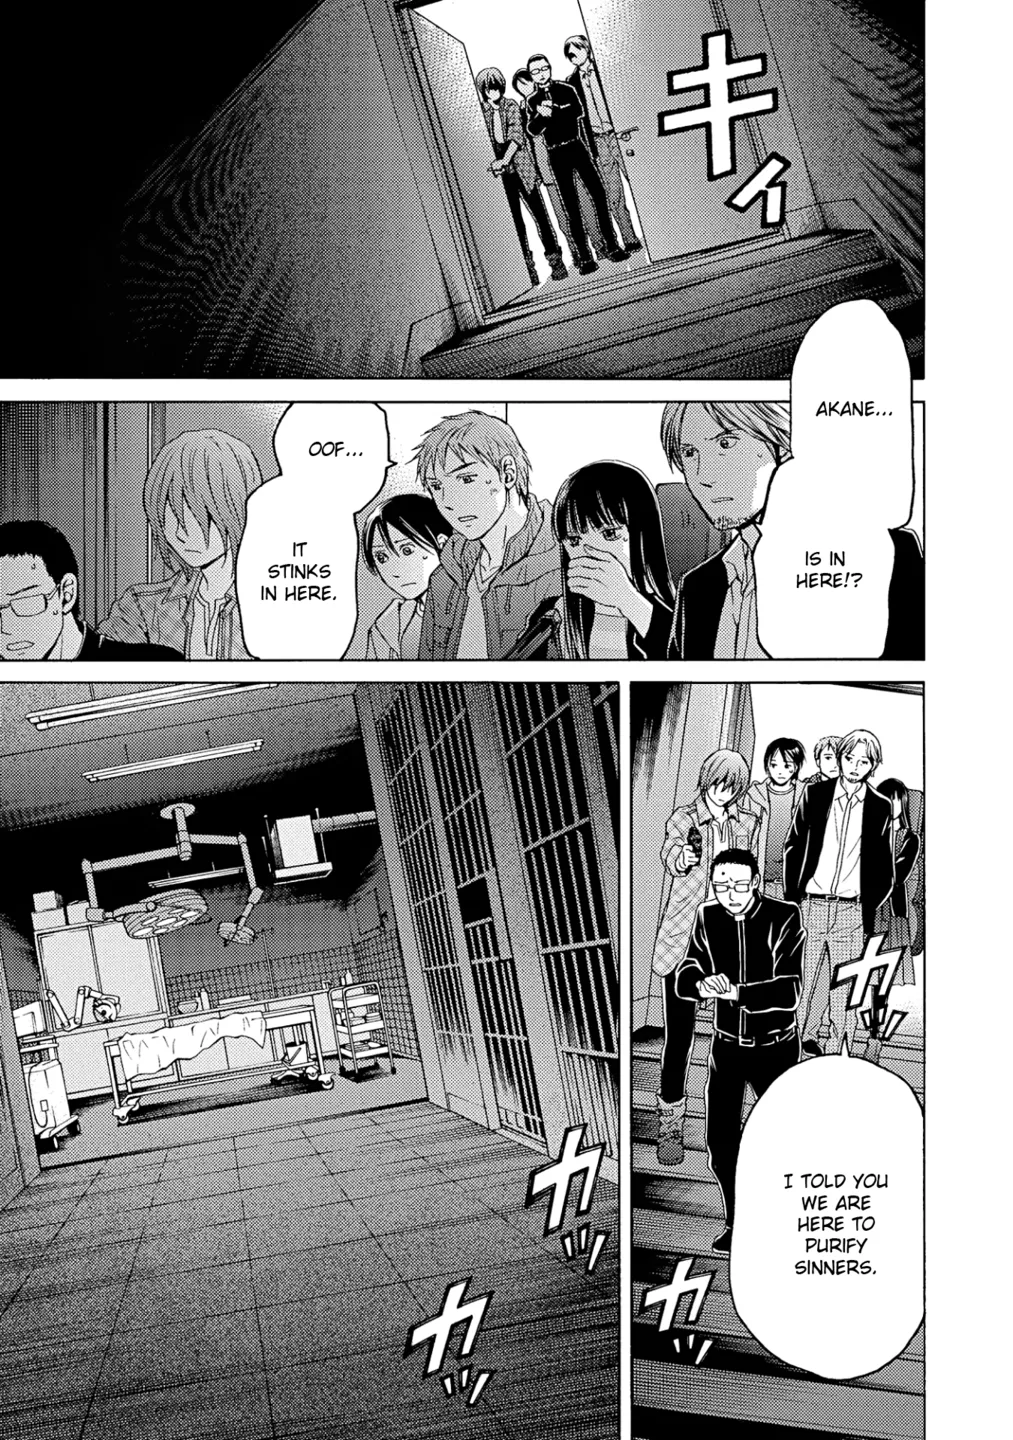 キィ
AKANE...
IS IN
HERE!?
OOF...
IT
STINKS
IN HERE.
カッ
カッ
I TOLD YOU
WE ARE
HERE TO
PURIFY
SINNERS.
カッ
カッ